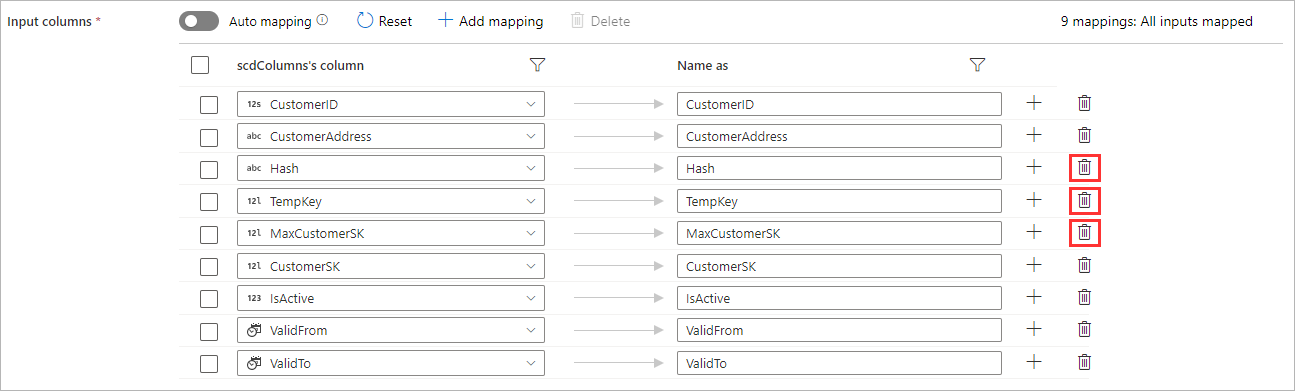 Input columns * Auto mapping Reset Add mapping Delete 9 mappings: All inputs mapped
scdColumns's column Name as
12s CustomerID CustomerID
abc CustomerAddress CustomerAddress
abc Hash Hash
12l TempKey TempKey
12l MaxCustomerSK MaxCustomerSK
12l CustomerSK CustomerSK
123 IsActive IsActive
ValidFrom ValidFrom
ValidTo ValidTo